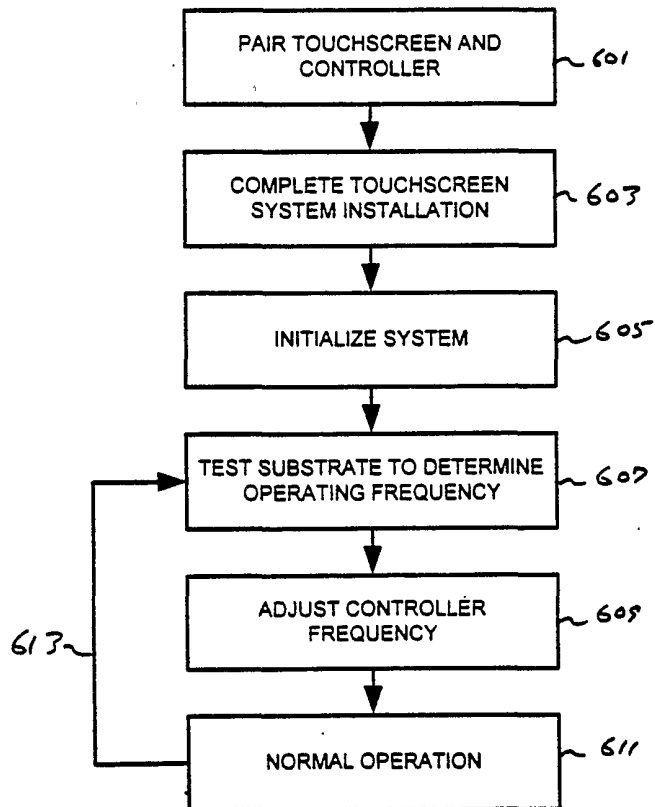 PAIR TOUCHSCREEN AND
CONTROLLER
601
COMPLETE TOUCHSCREEN
SYSTEM INSTALLATION
603
INITIALIZE SYSTEM
605
TEST SUBSTRATE TO DETERMINE
OPERATING FREQUENCY
607
ADJUST CONTROLLER
FREQUENCY
609
613
NORMAL OPERATION
611